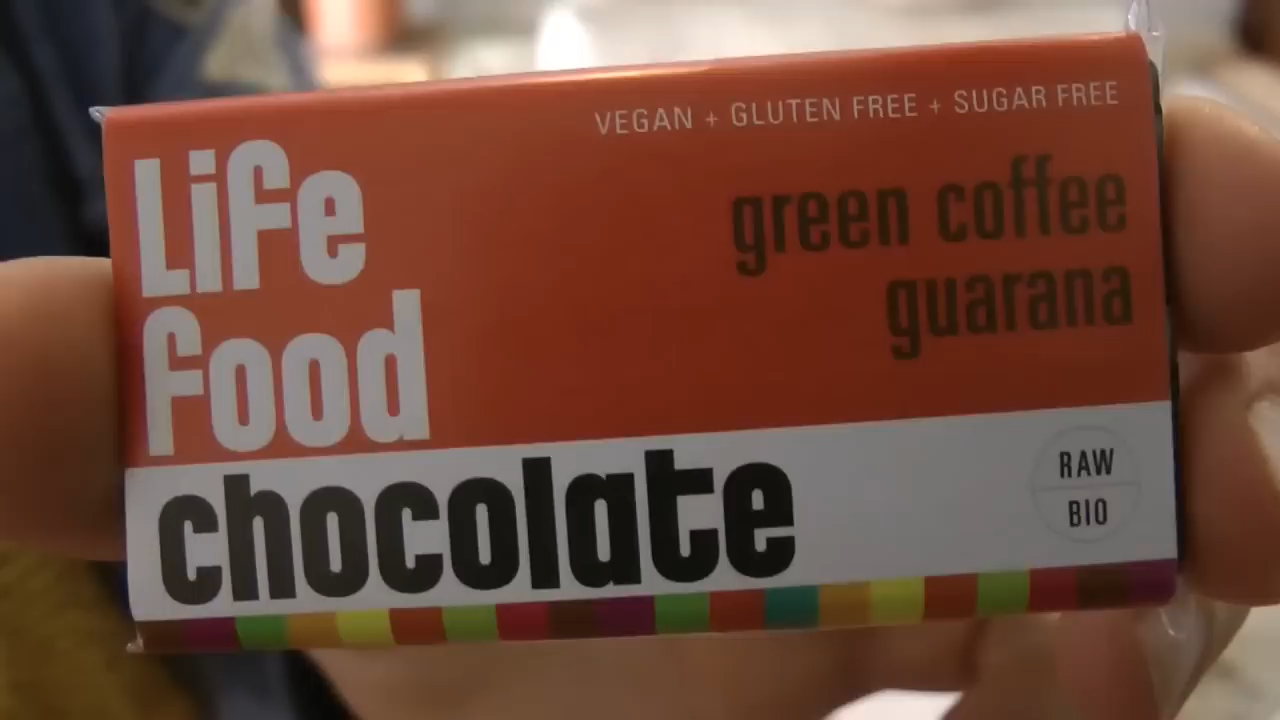 VEGAN + GLUTEN FREE + SUGAR FREE
Life
food
chocolate
green coffee
guarana
RAW
BIO